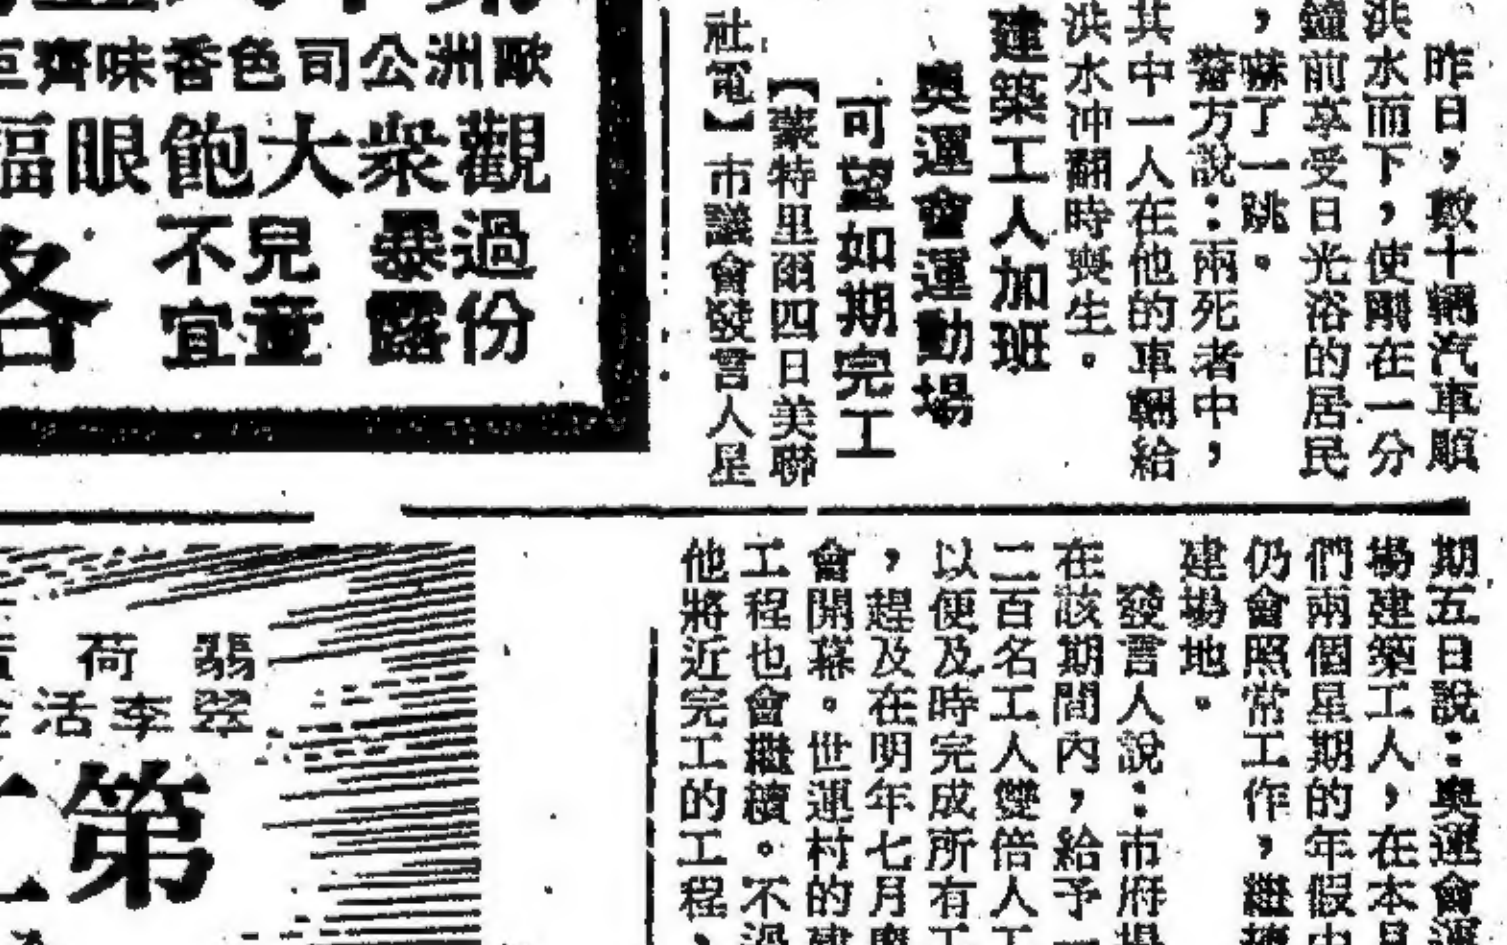 昨日，數十輛汽車順
洪水而下，使剛在一分
鐘前享受日光浴的居民
，嚇了一跳。
警方說：兩死者中，
其中一人在他的車輛給
洪水沖翻時喪生。
建築工人加班
奧運會運動場
可望如期完工
【蒙特里爾四日美聯
社電】市議會發言人星
期五日說：奧運會運
場建築工人，在本月
們兩個星期的年假中
仍會照常工作，繼續
建場地。
發言人說：市府場
在該期間內，給予一
二百名工人雙倍人工
以便及時完成所有工
，趕及在明年七月奧
會開幕。世運村的建
工程也會繼續。不過
他將近完工的工程，
歐洲公司色香味齊
觀衆大飽眼福
過份
暴露
兒童
不宜
各
翡翠
荷李活
第